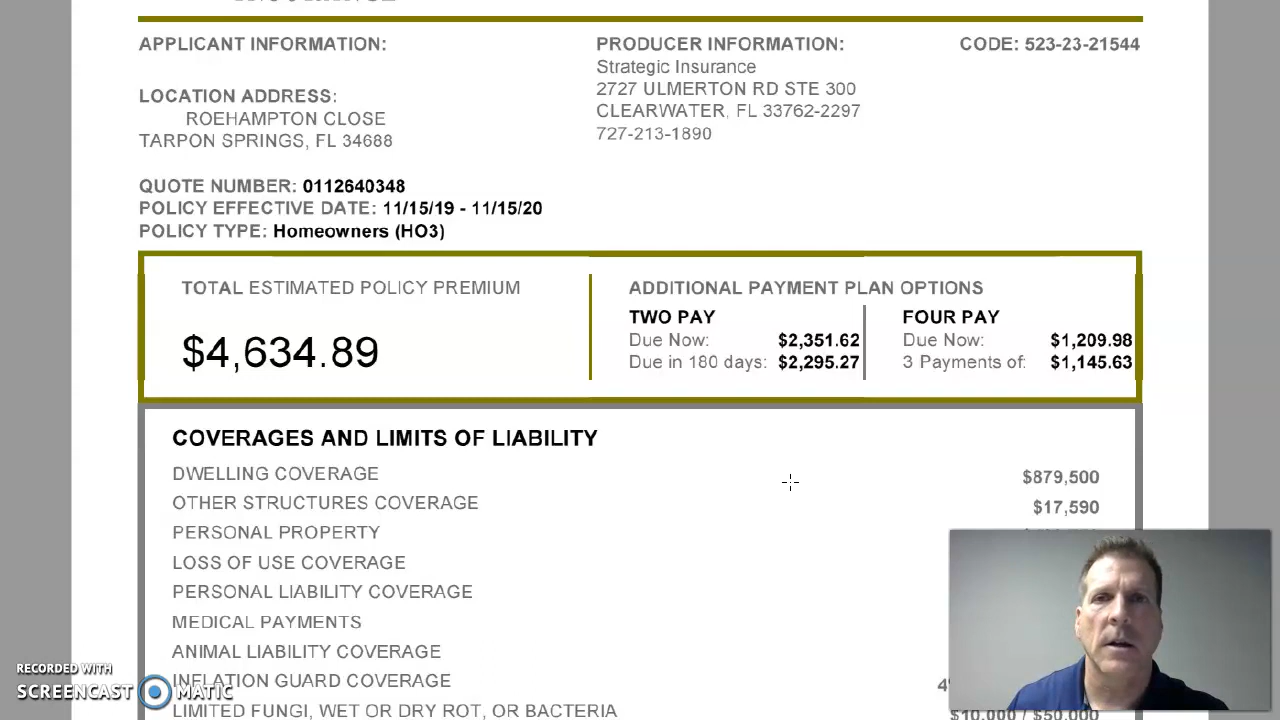 APPLICANT INFORMATION:
PRODUCER INFORMATION:
CODE: 523-23-21544
Strategic Insurance
2727 ULMERTON RD STE 300
CLEARWATER, FL 33762-2297
727-213-1890
LOCATION ADDRESS:
ROEHAMPTON CLOSE
TARPON SPRINGS, FL 34688
QUOTE NUMBER: 0112640348
POLICY EFFECTIVE DATE: 11/15/19 - 11/15/20
POLICY TYPE: Homeowners (HO3)
TOTAL ESTIMATED POLICY PREMIUM
$4,634.89
ADDITIONAL PAYMENT PLAN OPTIONS
TWO PAY
Due Now: $2,351.62
Due in 180 days: $2,295.27
FOUR PAY
Due Now: $1,209.98
3 Payments of: $1,145.63
COVERAGES AND LIMITS OF LIABILITY
DWELLING COVERAGE $879,500
OTHER STRUCTURES COVERAGE $17,590
PERSONAL PROPERTY
LOSS OF USE COVERAGE
PERSONAL LIABILITY COVERAGE
MEDICAL PAYMENTS
ANIMAL LIABILITY COVERAGE
INFLATION GUARD COVERAGE
LIMITED FUNGI, WET OR DRY ROT, OR BACTERIA $10,000 / $50,000
RECORDED WITH
SCREENCAST MATIC